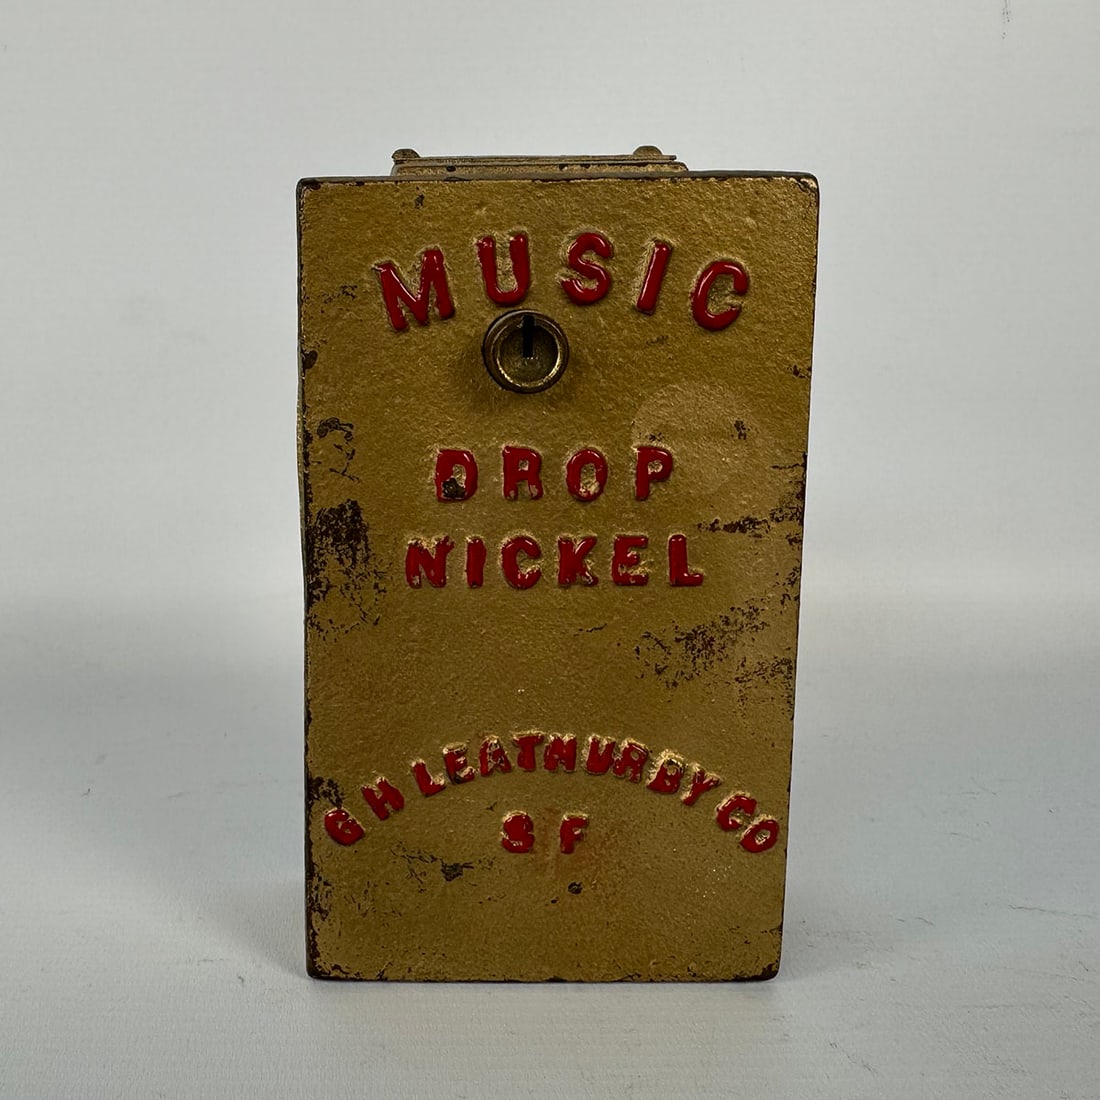 MUSIC
DROP
NICKEL
G H LEATHURBY CO
S F